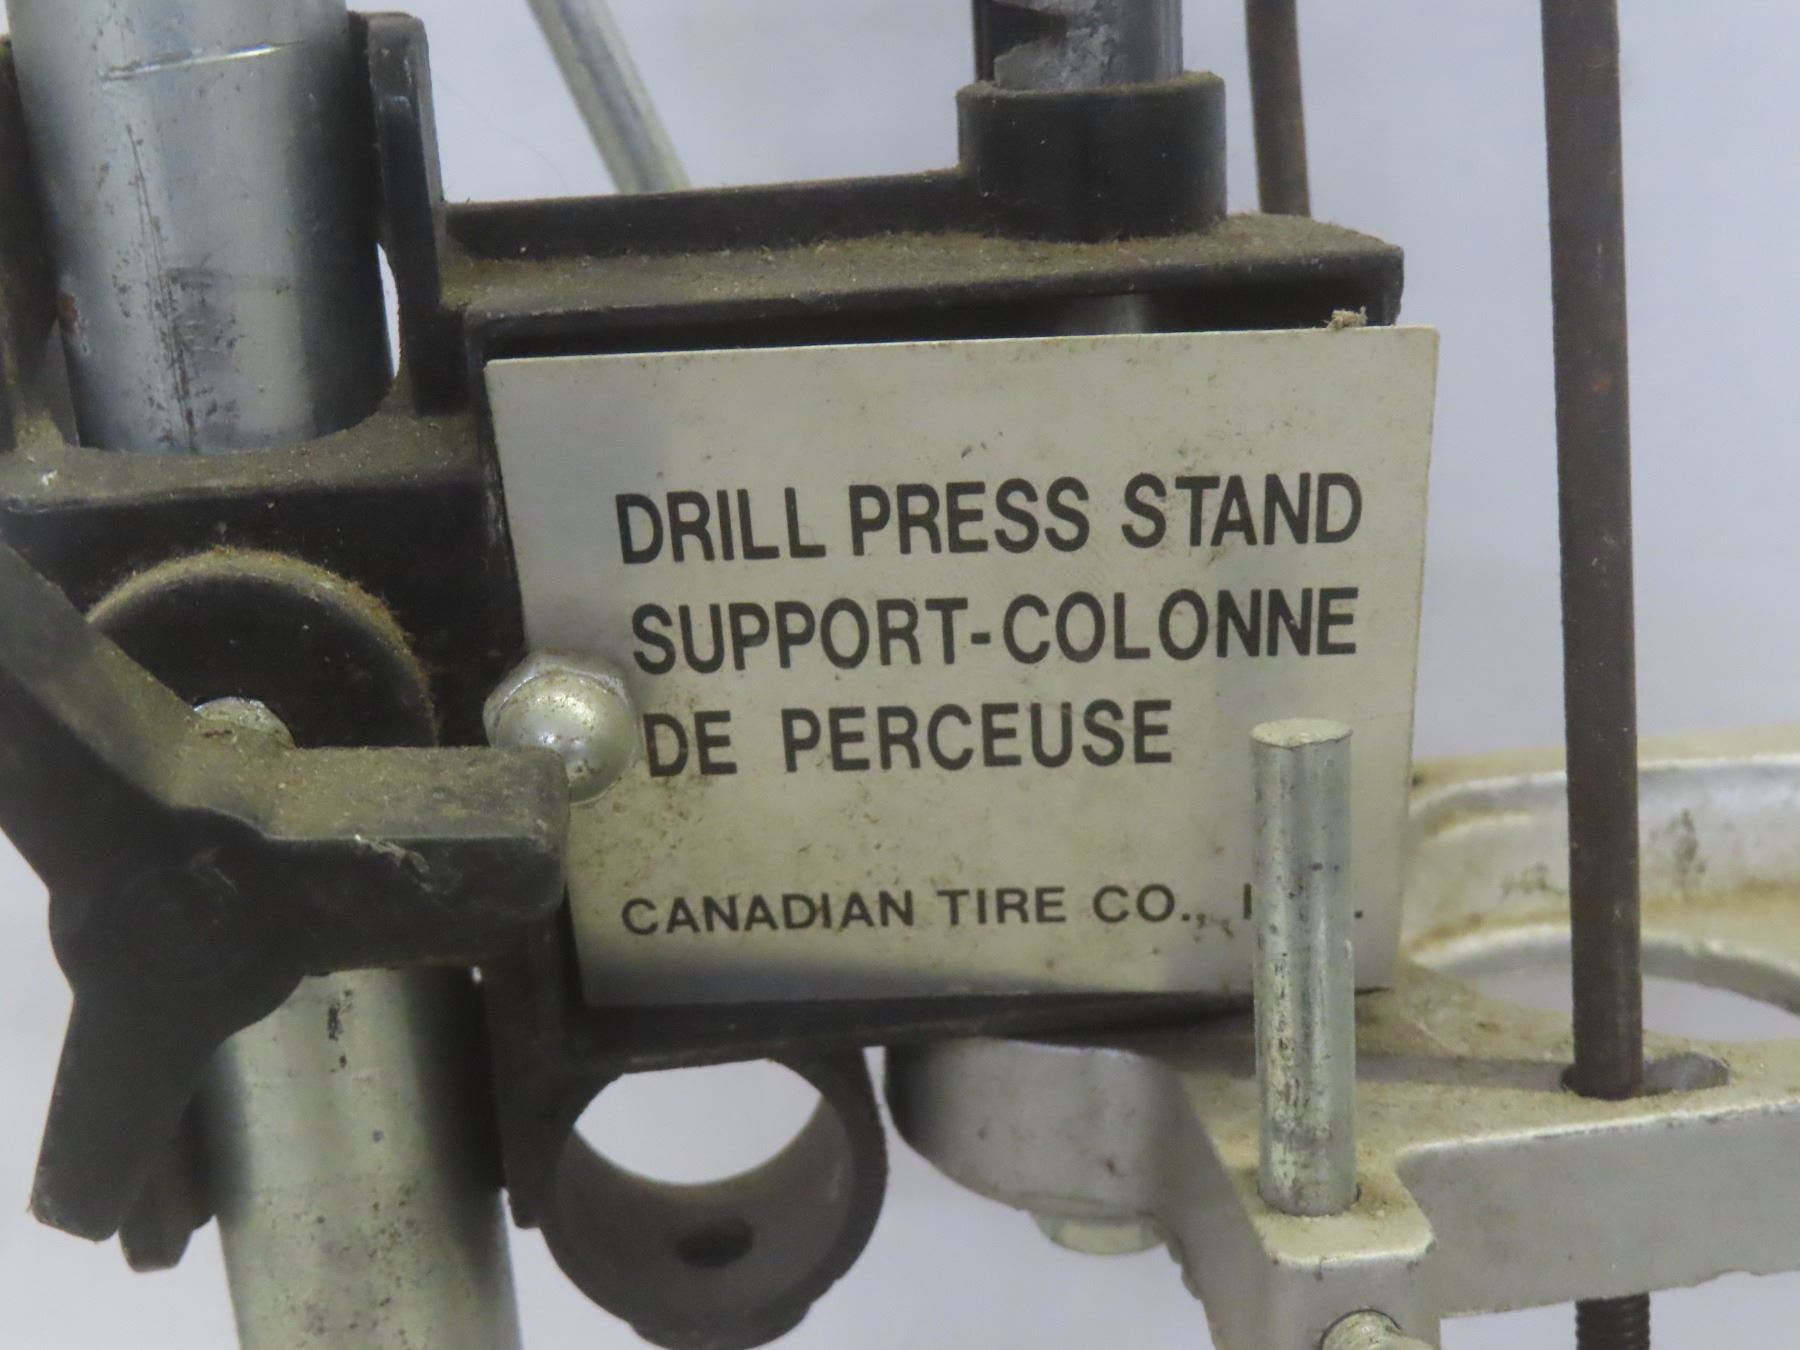 DRILL PRESS STAND
SUPPORT-COLONNE
DE PERCEUSE
CANADIAN TIRE CO.,